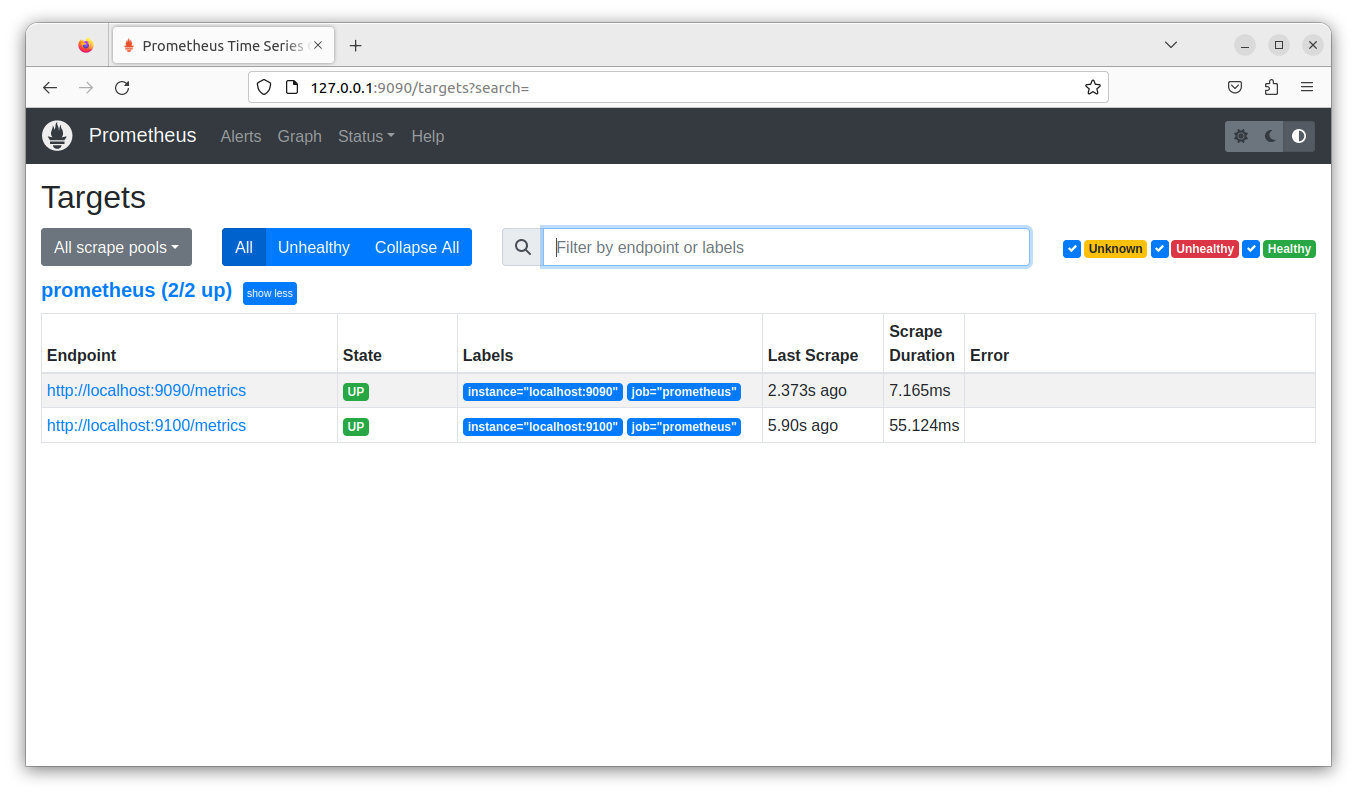 Prometheus Time Series
127.0.0.1:9090/targets?search=
Prometheus Alerts Graph Status Help
Targets
All scrape pools All Unhealthy Collapse All Filter by endpoint or labels Unknown Unhealthy Healthy
prometheus (2/2 up) show less
Endpoint State Labels Last Scrape Scrape Duration Error
http://localhost:9090/metrics UP instance="localhost:9090" job="prometheus" 2.373s ago 7.165ms
http://localhost:9100/metrics UP instance="localhost:9100" job="prometheus" 5.90s ago 55.124ms